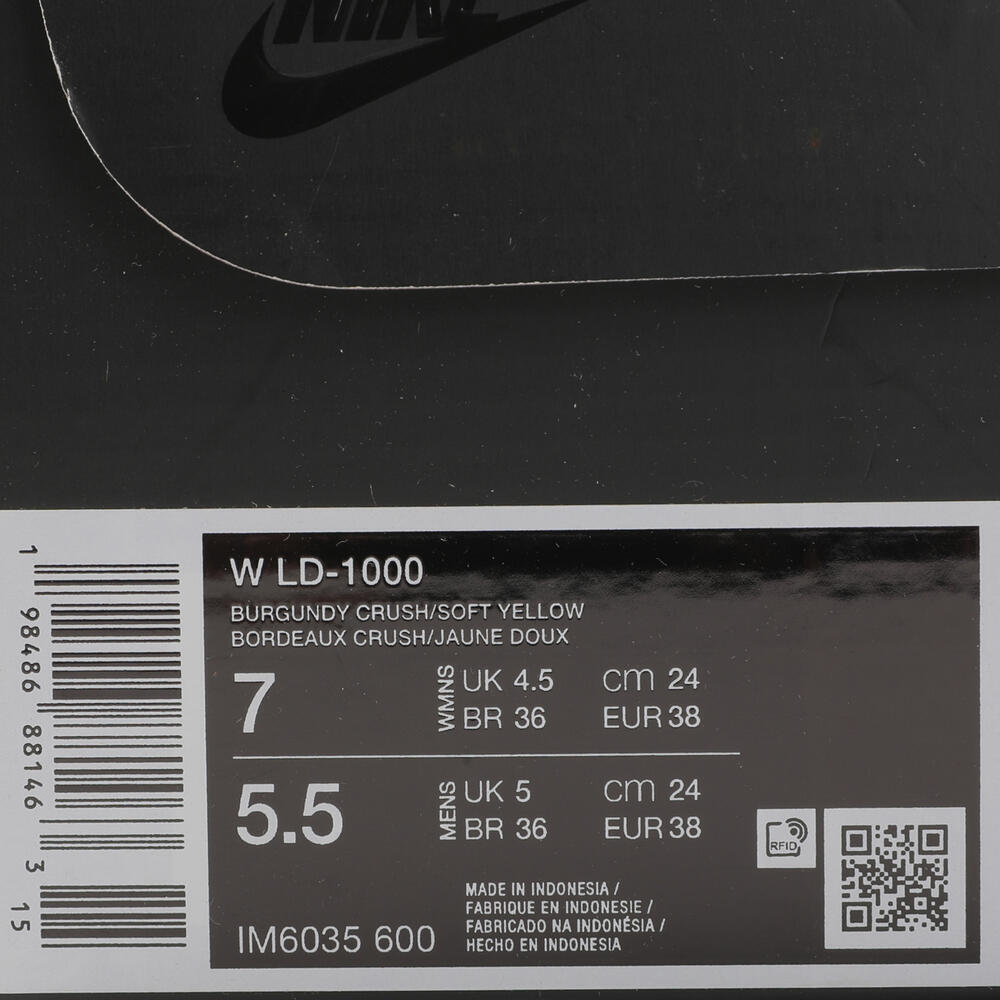 NIKE
W LD-1000
BURGUNDY CRUSH/SOFT YELLOW
BORDEAUX CRUSH/JAUNE DOUX
7 WMNS UK 4.5 cm 24
BR 36 EUR 38
5.5 MENS UK 5 cm 24
BR 36 EUR 38
RFID
MADE IN INDONESIA /
FABRIQUE EN INDONESIE /
FABRICADO NA INDONÉSIA /
HECHO EN INDONESIA
IM6035 600
1 98486 88146 3 15